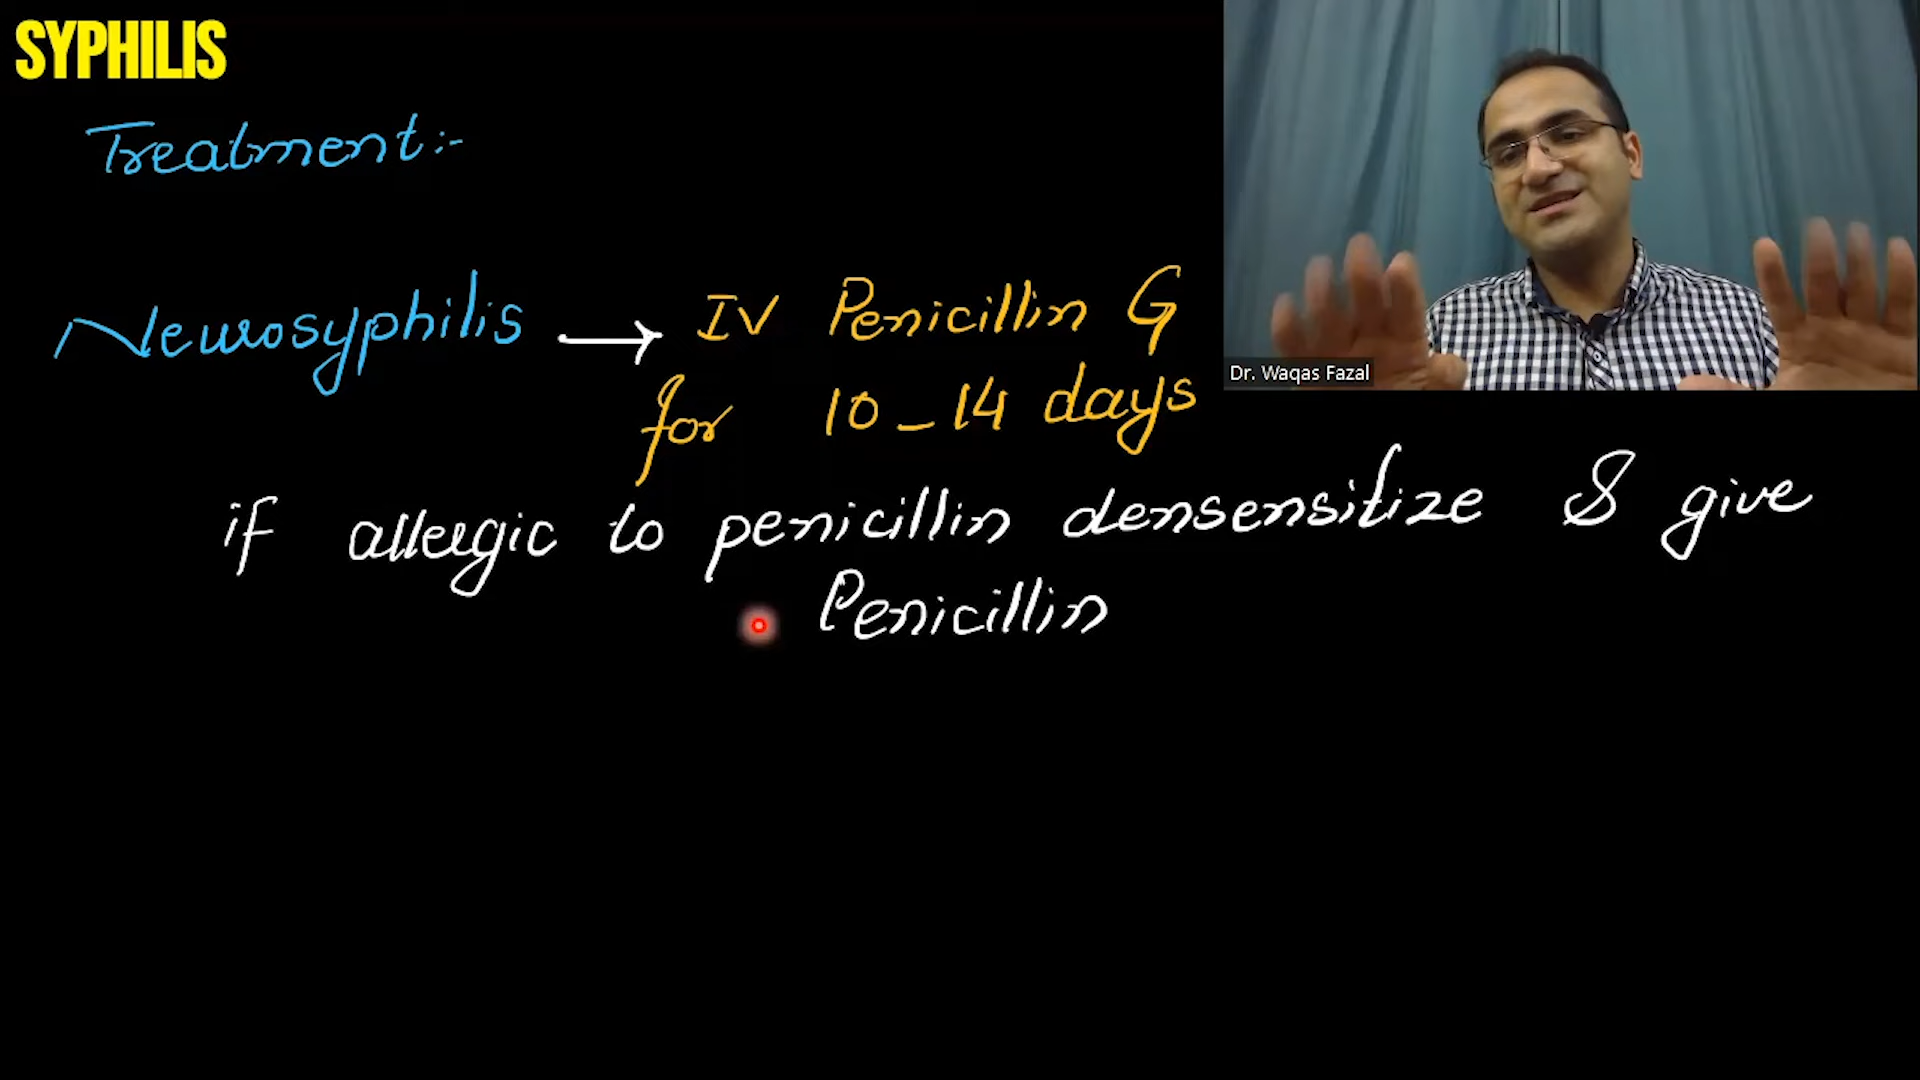 SYPHILIS
Treatment:-
Neurosyphilis → IV Penicillin G
for 10-14 days
if allergic to penicillin densensitize & give
Penicillin
Dr. Waqas Fazal